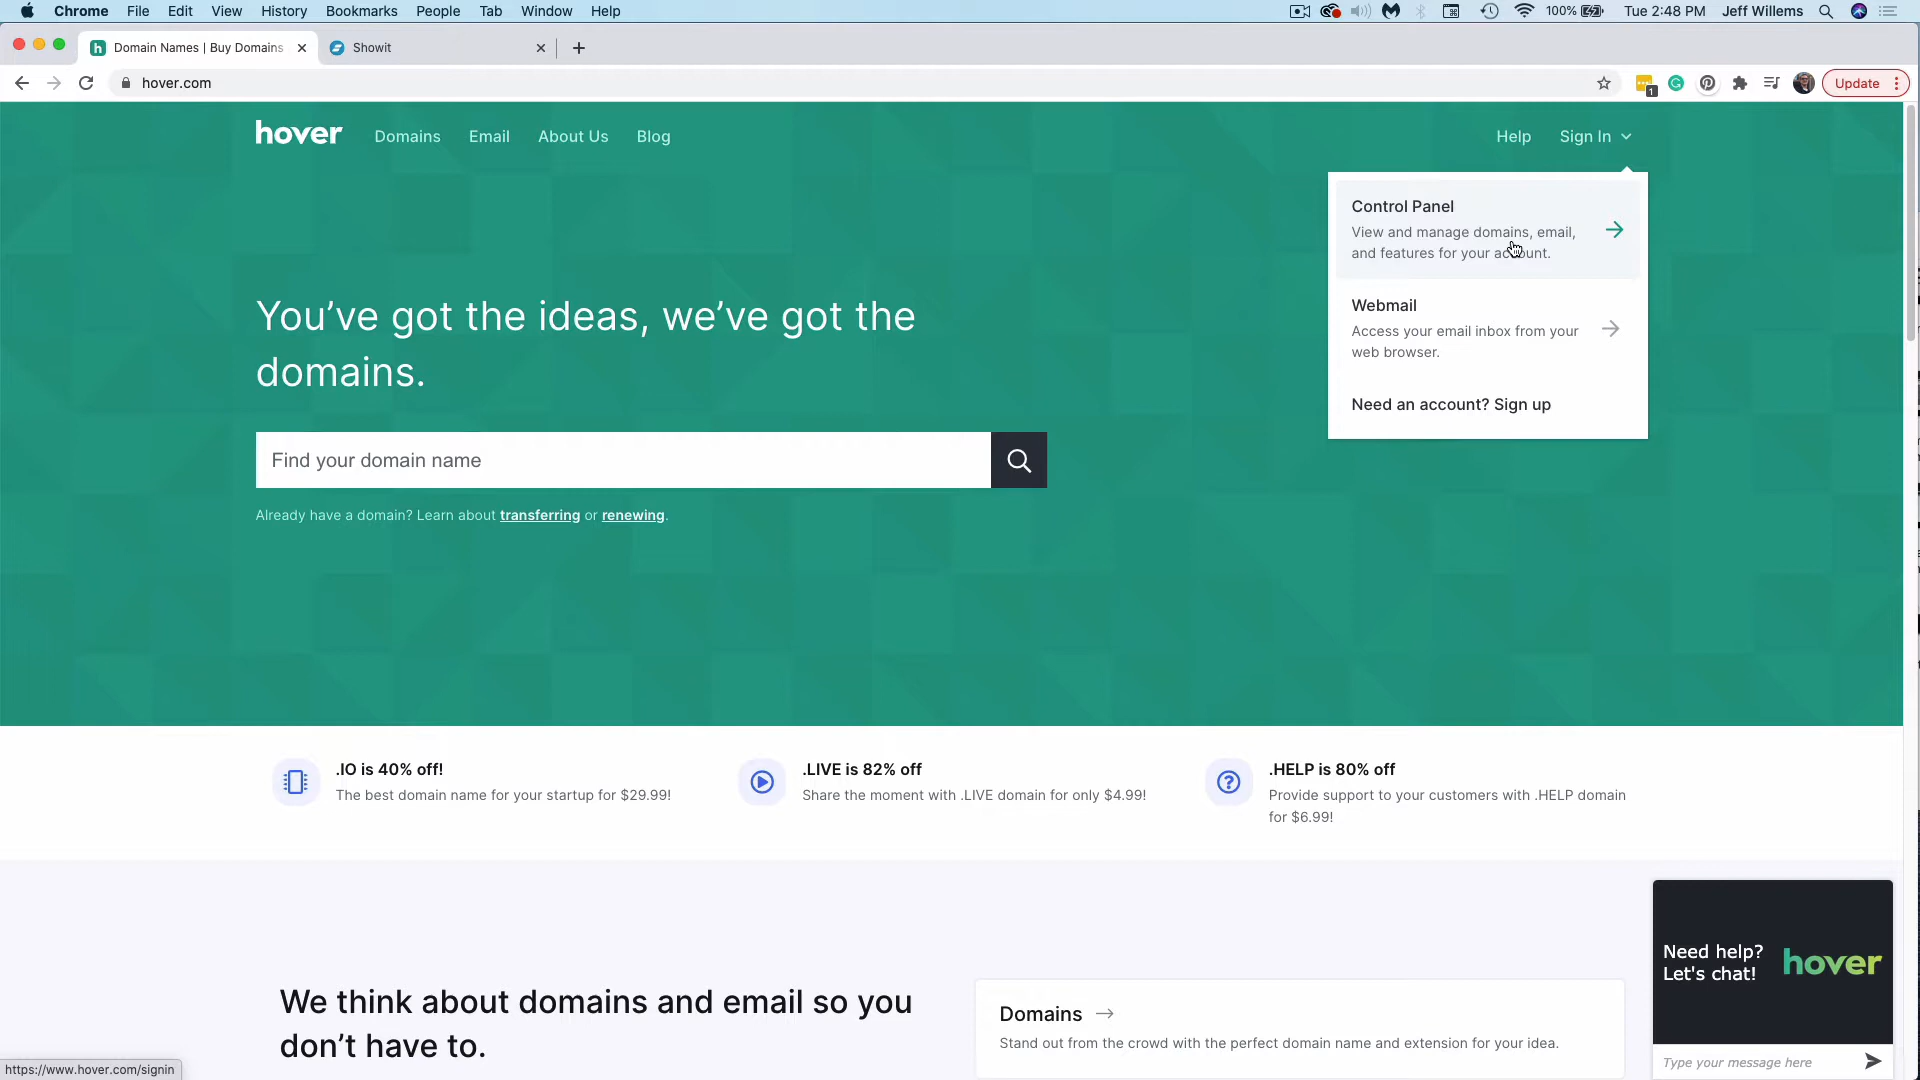 Chrome File Edit View History Bookmarks People Tab Window Help
100% Tue 2:48 PM Jeff Willems
Domain Names | Buy Domains
Showit
hover.com
1
Update
hover
Domains Email About Us Blog
Help Sign In
Control Panel
View and manage domains, email,
and features for your account.
Webmail
Access your email inbox from your
web browser.
Need an account? Sign up
You’ve got the ideas, we’ve got the
domains.
Find your domain name
Already have a domain? Learn about transferring or renewing.
.IO is 40% off!
The best domain name for your startup for $29.99!
.LIVE is 82% off
Share the moment with .LIVE domain for only $4.99!
.HELP is 80% off
Provide support to your customers with .HELP domain
for $6.99!
We think about domains and email so you
don’t have to.
Domains →
Stand out from the crowd with the perfect domain name and extension for your idea.
Need help?
Let's chat!
hover
Type your message here
https://www.hover.com/signin